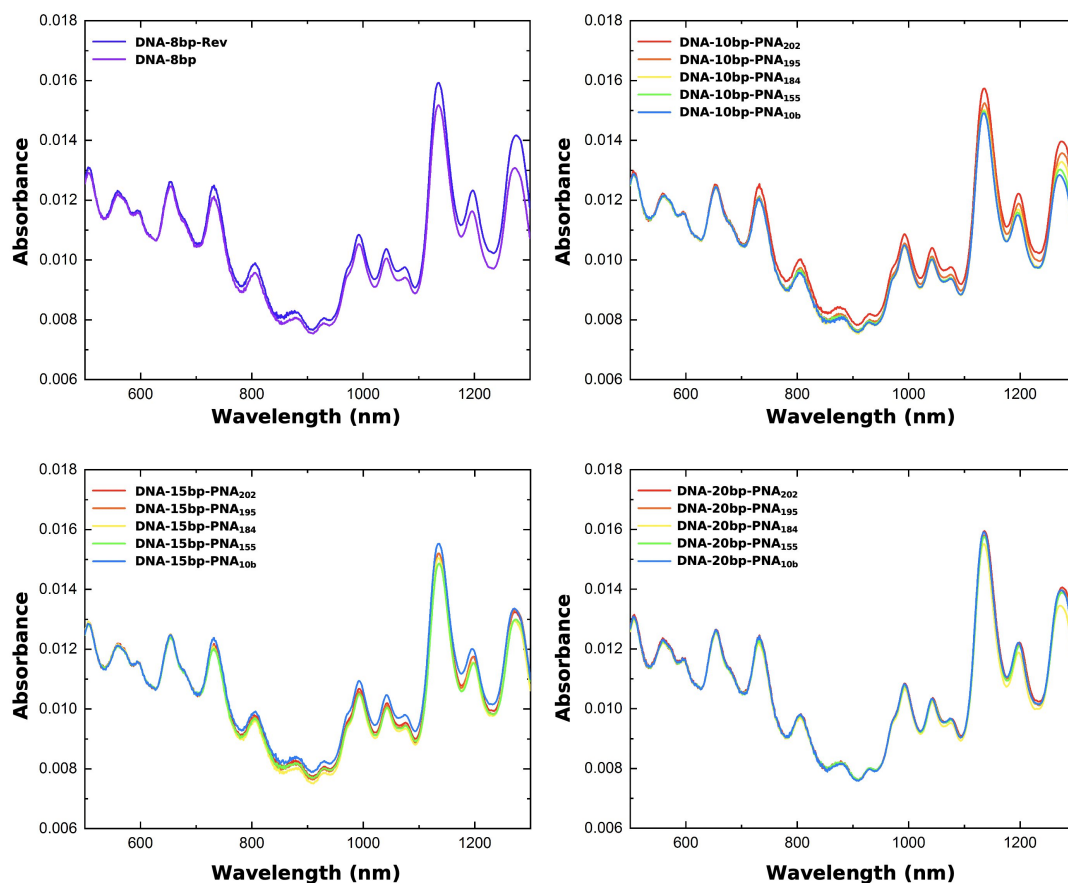 0.018
0.016
0.014
0.012
0.010
0.008
0.006
Absorbance
DNA-8bp-Rev
DNA-8bp
600
800
1000
1200
Wavelength (nm)
0.018
0.016
0.014
0.012
0.010
0.008
0.006
Absorbance
DNA-10bp-PNA₂₀₂
DNA-10bp-PNA₁₉₅
DNA-10bp-PNA₁₈₄
DNA-10bp-PNA₁₅₅
DNA-10bp-PNA10b
600
800
1000
1200
Wavelength (nm)
0.018
0.016
0.014
0.012
0.010
0.008
0.006
Absorbance
DNA-15bp-PNA₂₀₂
DNA-15bp-PNA₁₉₅
DNA-15bp-PNA₁₈₄
DNA-15bp-PNA₁₅₅
DNA-15bp-PNA10b
600
800
1000
1200
Wavelength (nm)
0.018
0.016
0.014
0.012
0.010
0.008
0.006
Absorbance
DNA-20bp-PNA₂₀₂
DNA-20bp-PNA₁₉₅
DNA-20bp-PNA₁₈₄
DNA-20bp-PNA₁₅₅
DNA-20bp-PNA10b
600
800
1000
1200
Wavelength (nm)